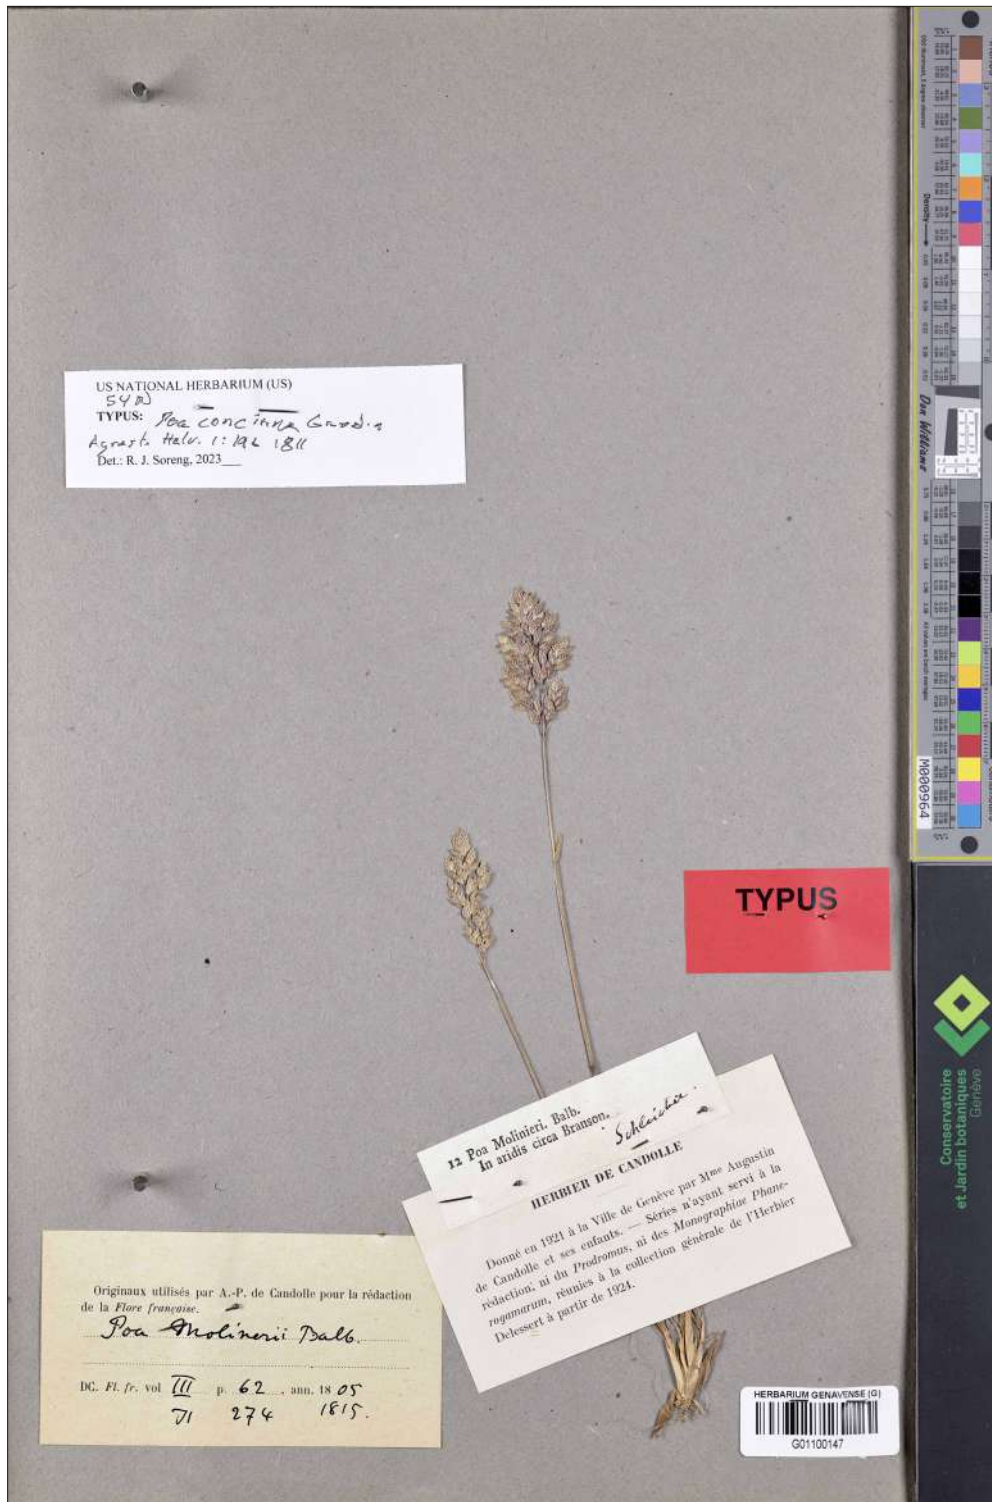 US NATIONAL HERBARIUM (US)
SYN
TYPUS: Poa concinna Gaudin
Agrost. Helv. 1:196 1811
Det.: R. J. Soreng, 2023
TYPUS
12 Poa Molinieri. Balb.
In aridis circa Branson.
Schleicher
HERBIER DE CANDOLLE
Donné en 1921 à la Ville de Genève par Mme Augustin
de Candolle et ses enfants. — Séries n'ayant servi à la
rédaction, ni du Prodromus, ni des Monographiae Phane-
rogamarum, réunies à la collection générale de l'Herbier
Delessert à partir de 1924.
Originaux utilisés par A.-P. de Candolle pour la rédaction
de la Flore française.
Poa Molinerii Balb.
DC. Fl. fr. vol III p. 62 , ann. 1805
VI 274 1815.
HERBARIUM GENAVENSE (G)
G01100147
Density
Don Williams
M000964
Conservatoire
et Jardin botaniques
Genève